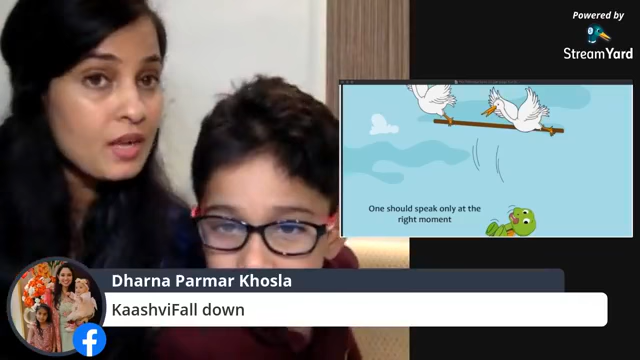 Powered by
StreamYard
One should speak only at the
right moment
Dharna Parmar Khosla
KaashviFall down